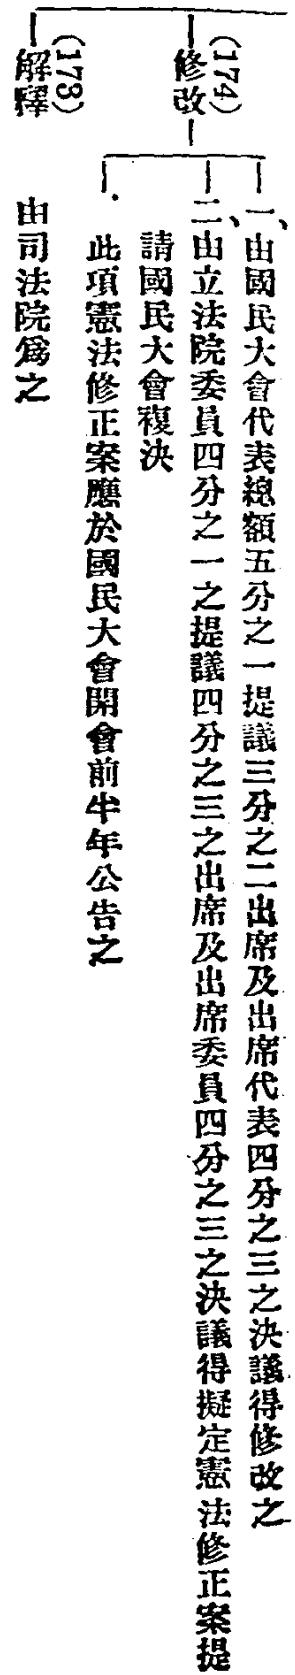 (174)
修改
一、由國民大會代表總額五分之一提議三分之二出席及出席代表四分之三之決議得修改之
二、由立法院委員四分之一之提議四分之三之出席及出席委員四分之三之決議得擬定憲法修正案提
請國民大會複決
此項憲法修正案應於國民大會開會前半年公告之
(173)
解釋
由司法院爲之